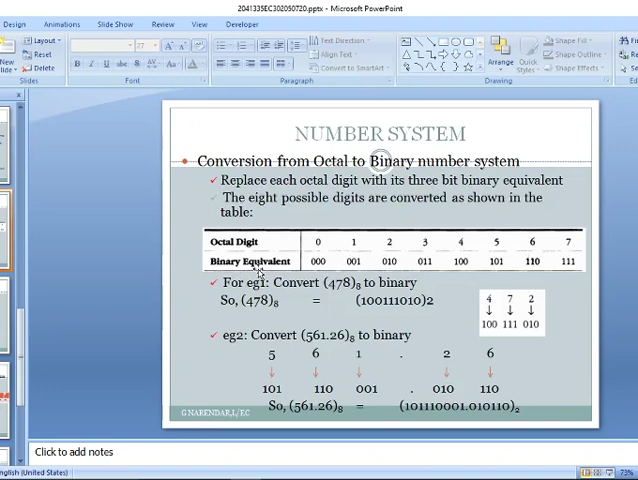 2041335EC302050720.pptx - Microsoft PowerPoint
Design Animations Slide Show Review View Developer
Layout Text Direction Shape Fill
New Reset Align Text Arrange Quick Shape Outline
Slide Delete Convert to SmartArt Styles Shape Effects
Slides Font Paragraph Drawing
NUMBER SYSTEM
Conversion from Octal to Binary number system
Replace each octal digit with its three bit binary equivalent
The eight possible digits are converted as shown in the
table:
Octal Digit 0 1 2 3 4 5 6 7
Binary Equivalent 000 001 010 011 100 101 110 111
For eg1: Convert (478)8 to binary
So, (478)8 = (100111010)2
4 7 2
↓ ↓ ↓
100 111 010
eg2: Convert (561.26)8 to binary
5 6 1 . 2 6
↓ ↓ ↓ ↓ ↓
101 110 001 . 010 110
So, (561.26)8 = (101110001.010110)2
G NARENDAR,L/EC
Click to add notes
English (United States) 73%